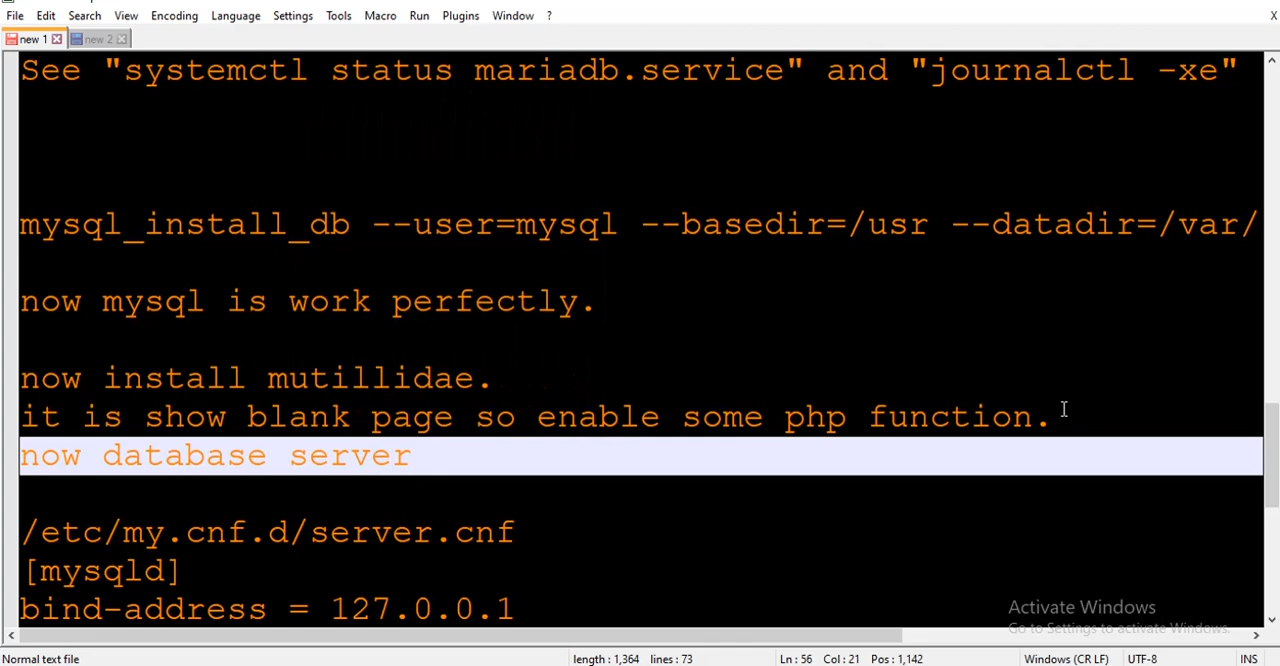 File Edit Search View Encoding Language Settings Tools Macro Run Plugins Window ? X
new 1 new 2
See "systemctl status mariadb.service" and "journalctl -xe"
mysql_install_db --user=mysql --basedir=/usr --datadir=/var/
now mysql is work perfectly.
now install mutillidae.
it is show blank page so enable some php function.
now database server
/etc/my.cnf.d/server.cnf
[mysqld]
bind-address = 127.0.0.1
Activate Windows
Go to Settings to activate Windows.
Normal text file length : 1,364 lines : 73 Ln : 56 Col : 21 Pos : 1,142 Windows (CR LF) UTF-8 INS